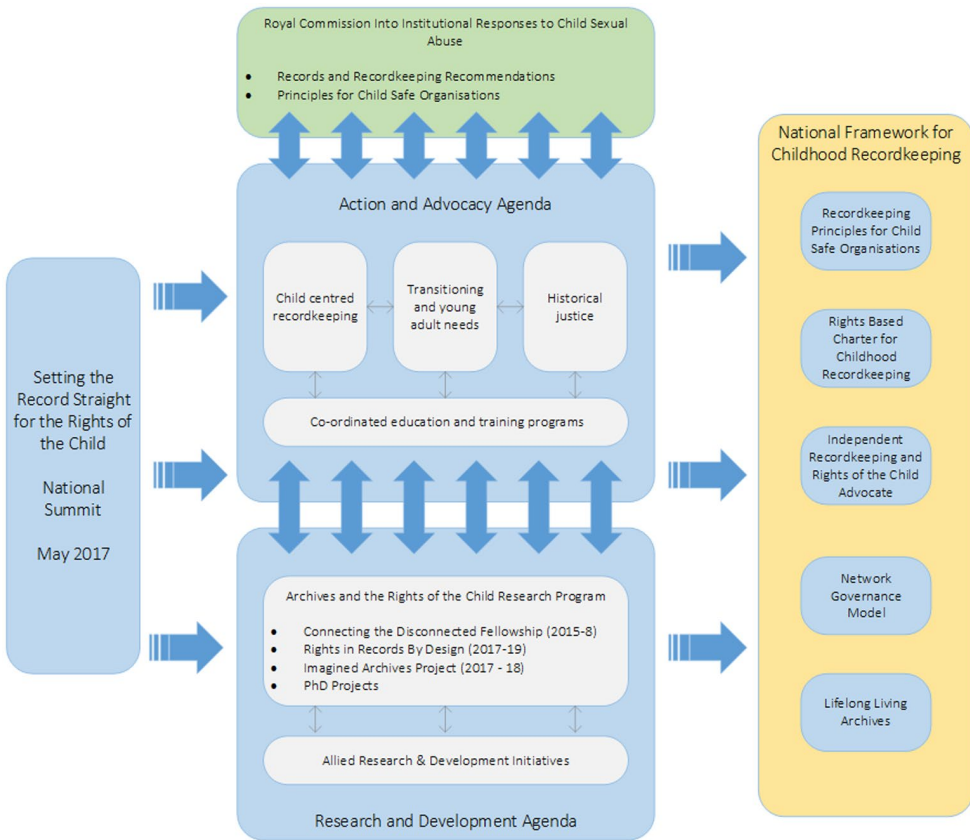 Royal Commission Into Institutional Responses to Child Sexual
Abuse
• Records and Recordkeeping Recommendations
• Principles for Child Safe Organisations
Action and Advocacy Agenda
Child centred
recordkeeping
Transitioning
and young
adult needs
Historical
justice
Co-ordinated education and training programs
Setting the
Record Straight
for the Rights of
the Child
National
Summit
May 2017
Archives and the Rights of the Child Research Program
• Connecting the Disconnected Fellowship (2015-8)
• Rights in Records By Design (2017-19)
• Imagined Archives Project (2017 - 18)
• PhD Projects
Allied Research & Development Initiatives
Research and Development Agenda
National Framework for
Childhood Recordkeeping
Recordkeeping
Principles for Child
Safe Organisations
Rights Based
Charter for
Childhood
Recordkeeping
Independent
Recordkeeping and
Rights of the Child
Advocate
Network
Governance
Model
Lifelong Living
Archives